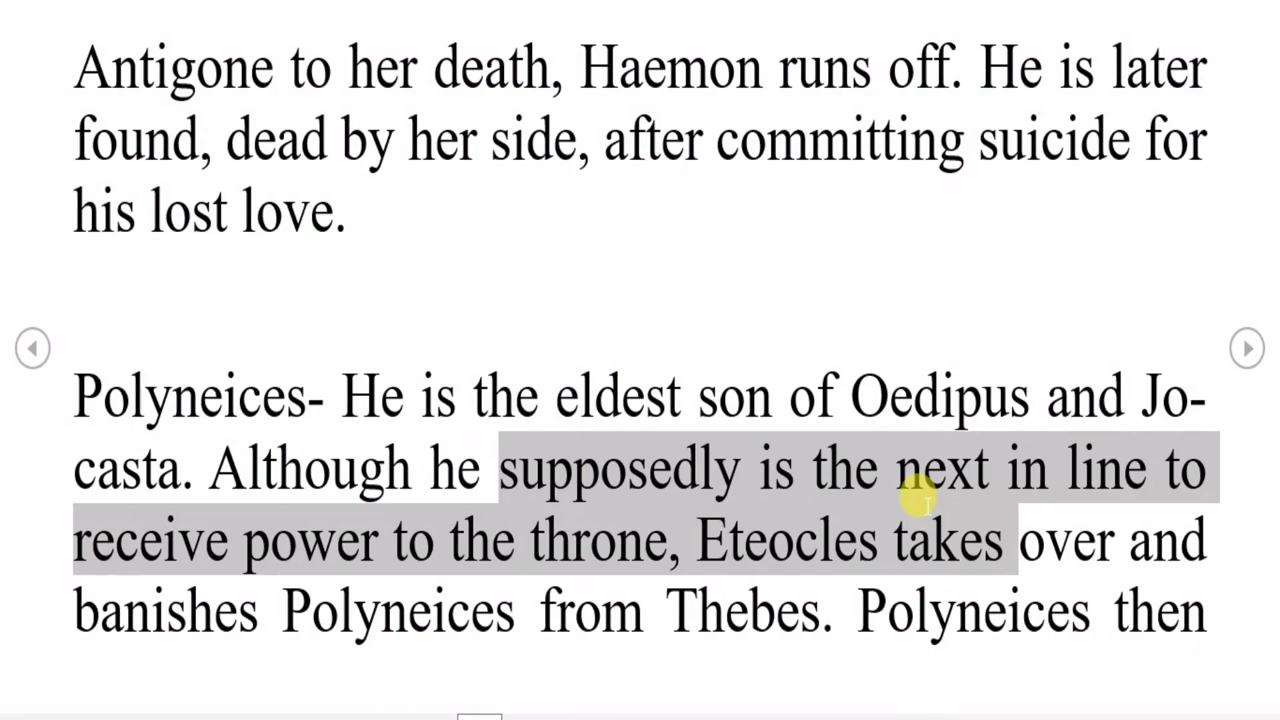 Antigone to her death, Haemon runs off. He is later
found, dead by her side, after committing suicide for
his lost love.
Polyneices- He is the eldest son of Oedipus and Jo-
casta. Although he supposedly is the next in line to
receive power to the throne, Eteocles takes over and
banishes Polyneices from Thebes. Polyneices then